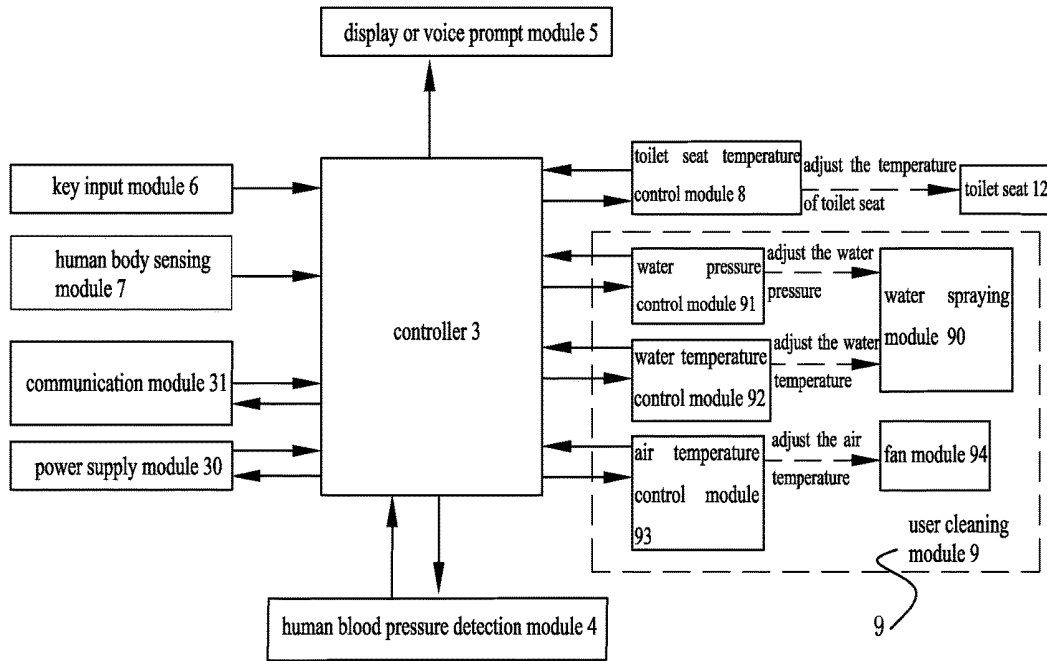 display or voice prompt module 5
key input module 6
human body sensing
module 7
communication module 31
power supply module 30
controller 3
human blood pressure detection module 4
toilet seat temperature
control module 8
adjust the temperature
of toilet seat
toilet seat 12
water pressure
control module 91
adjust the water
pressure
water spraying
module 90
water temperature
control module 92
adjust the water
temperature
air temperature
control module
93
adjust the air
temperature
fan module 94
user cleaning
module 9
9